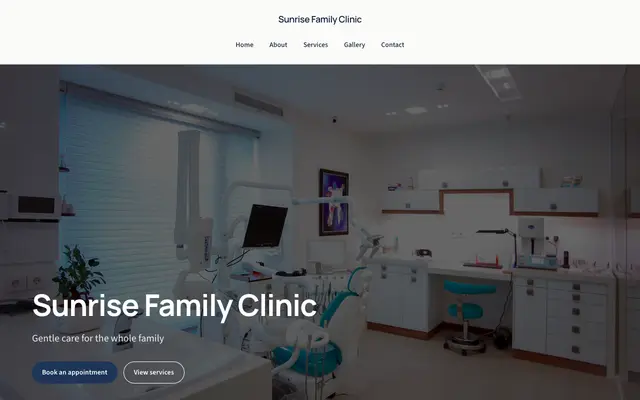 Sunrise Family Clinic
Home About Services Gallery Contact
Sunrise Family Clinic
Gentle care for the whole family
Book an appointment View services